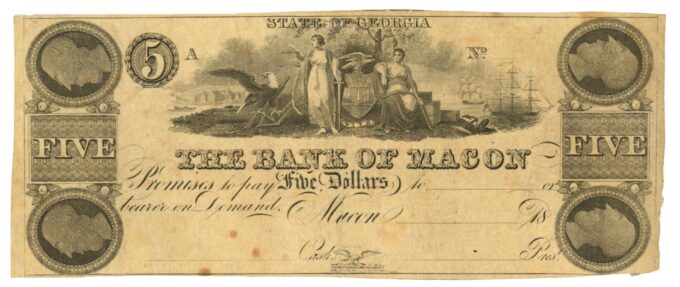 STATE OF GEORGIA
5 A Nº
FIVE FIVE
THE BANK OF MACON
Promises to pay Five Dollars to or
bearer on Demand. Macon 18
Cash. Pres.